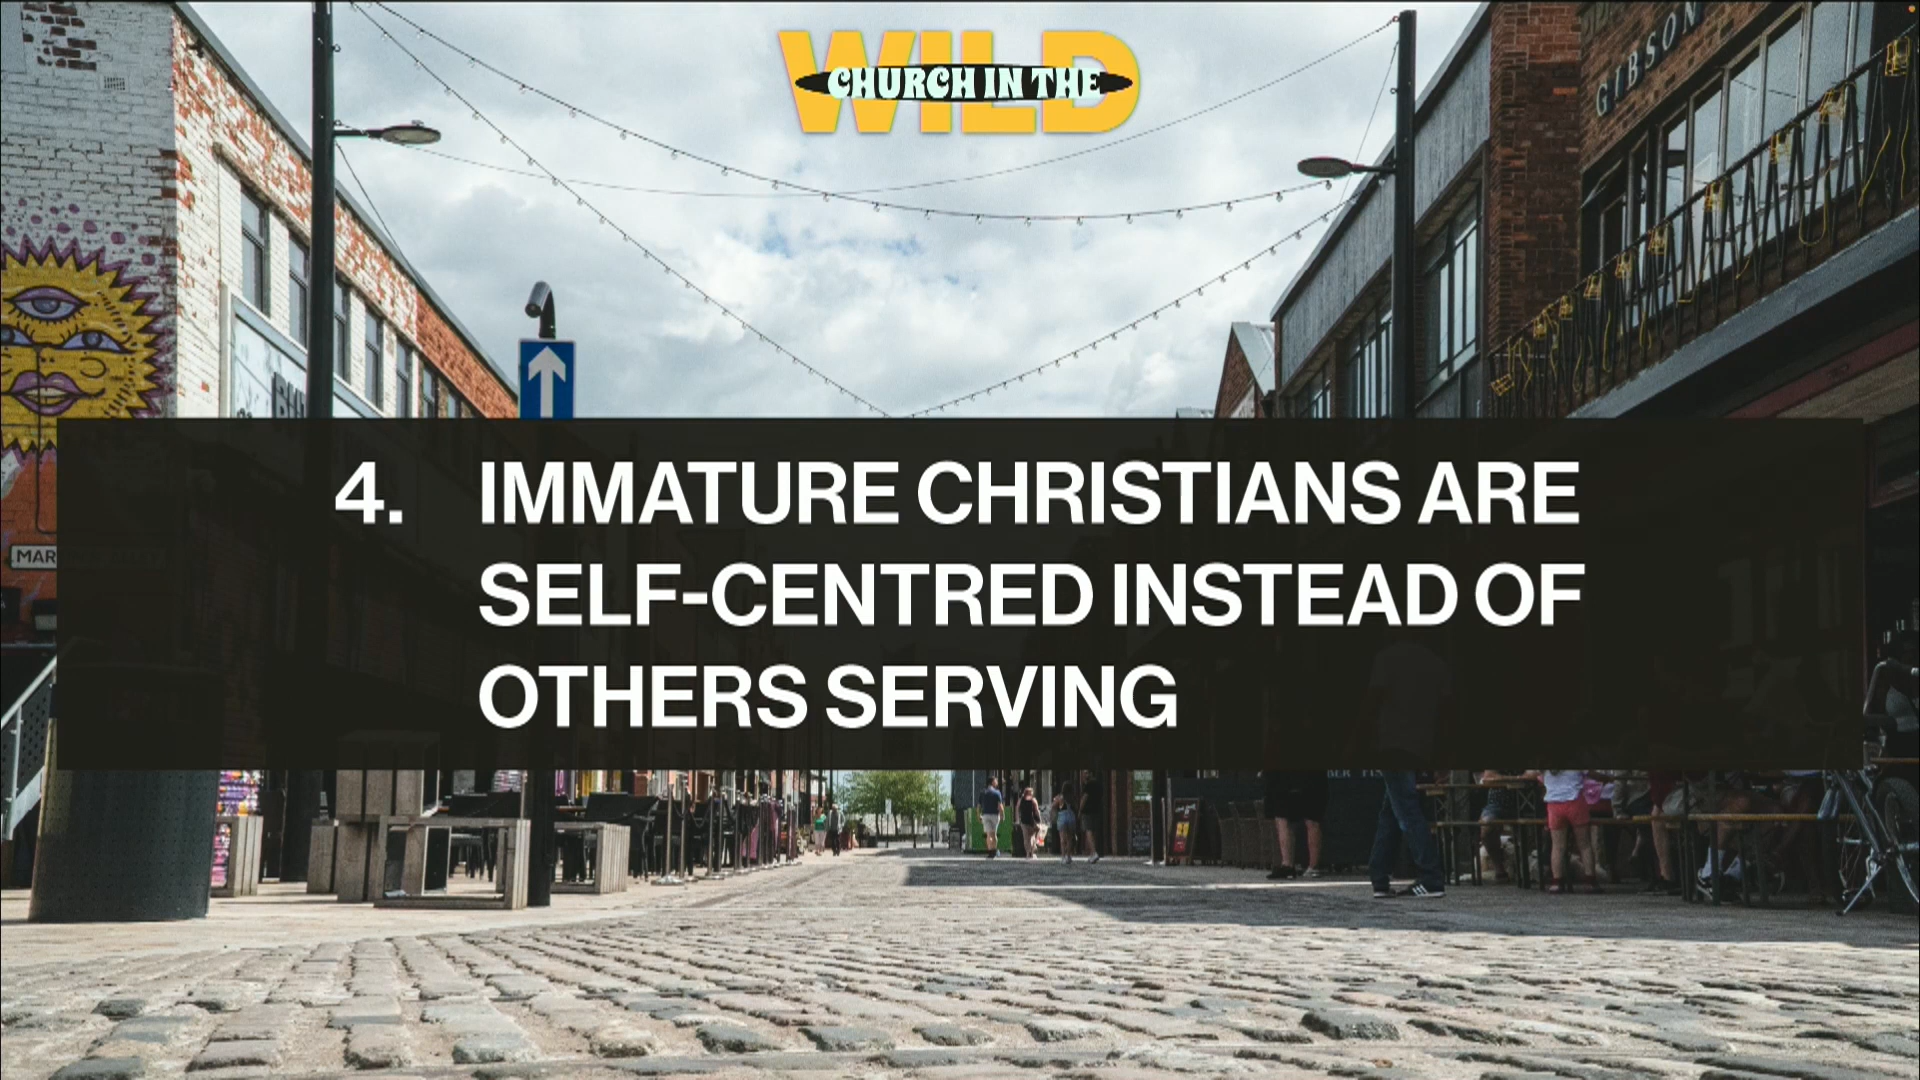 WILD
CHURCH IN THE
GIBSON
4. IMMATURE CHRISTIANS ARE
SELF-CENTRED INSTEAD OF
OTHERS SERVING